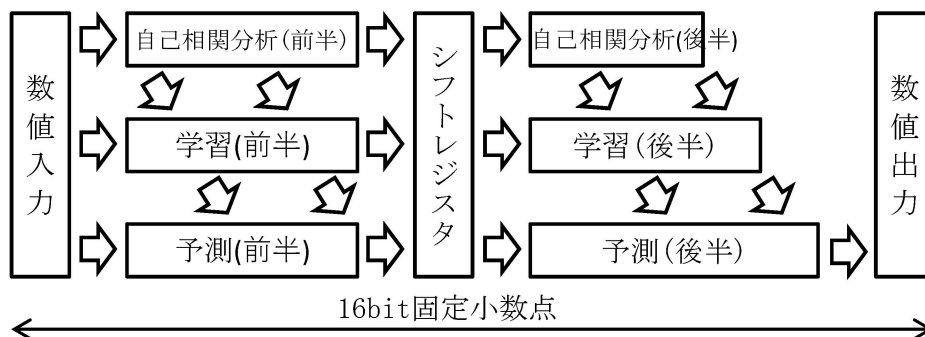 数値入力
自己相関分析(前半)
学習(前半)
予測(前半)
シフトレジスタ
自己相関分析(後半)
学習(後半)
予測(後半)
数値出力
16bit固定小数点